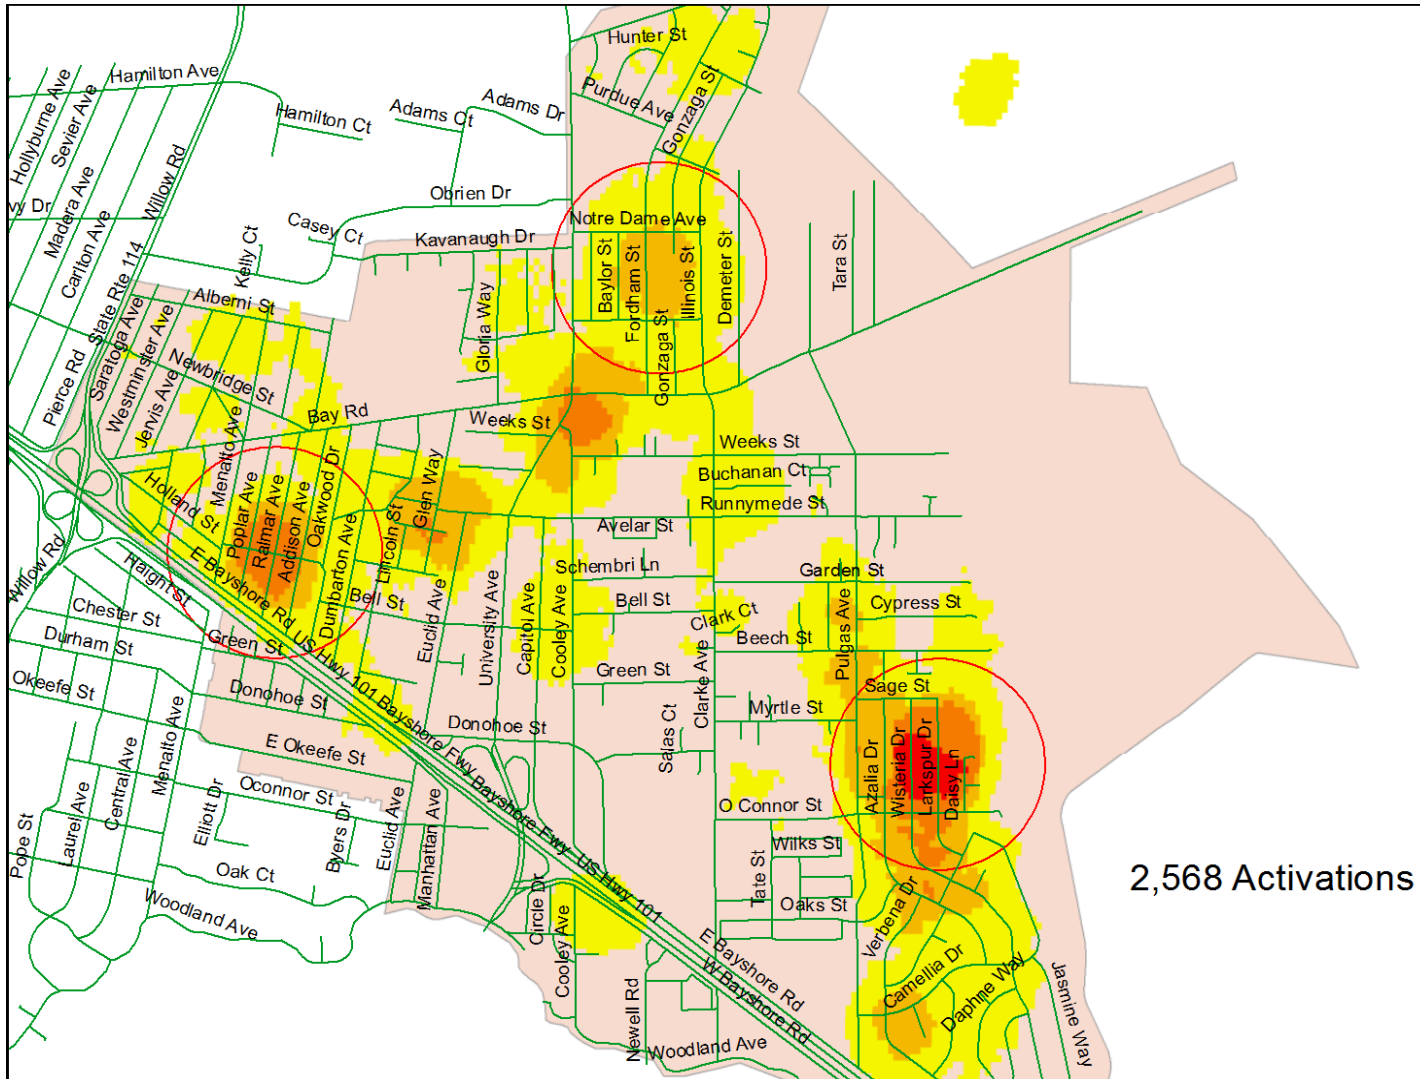 Hunter St
Hamilton Ave
Hollyburne Ave
Sevier Ave
Purdue Ave
Gonzaga St
Adams Dr
Adams Ct
Hamilton Ct
Madera Ave
Willow Rd
Obrien Dr
vy Dr
Carlton Ave
Casey Ct
Notre Dame Ave
Kavanaugh Dr
Kelly Ct
State Rte 114
Tara St
Baylor St
Fordham St
Illinois St
Demeter St
Alberni St
Saratoga Ave
Westminster Ave
Gloria Way
Gonzaga St
Pierce Rd
Jervis Ave
Newbridge St
Bay Rd
Weeks St
Weeks St
Menalto Ave
Buchanan Ct
Holland St
Poplar Ave
Ralmar Ave
Addison Ave
Oakwood Dr
Glen Way
Runnymede St
Lincoln St
Avelar St
Dumbarton Ave
Willow Rd
Haight St
E Bayshore Rd
Schembri Ln
Garden St
Chester St
Bell St
Bell St
Cypress St
Clark Ct
Beech St
Pulgas Ave
Durham St
Green St
US Hwy 101
Euclid Ave
University Ave
Capitol Ave
Cooley Ave
Green St
Clarke Ave
Sage St
Okeefe St
Donohoe St
Bayshore Fwy
Donohoe St
Salas Ct
Myrtle St
Menalto Ave
E Okeefe St
Azalia Dr
Wisteria Dr
Larkspur Dr
Daisy Ln
Central Ave
Oconnor St
Bayshore Fwy
O Connor St
Pope St
Laurel Ave
Elliott Dr
Byers Dr
Euclid Ave
Manhattan Ave
US Hwy 101
Wilks St
Oak Ct
Tate St
Oaks St
2,568 Activations
Woodland Ave
Circle Dr
Cooley Ave
Verbena Dr
E Bayshore Rd
W Bayshore Rd
Camellia Dr
Daphne Way
Jasmine Way
Newell Rd
Woodland Ave